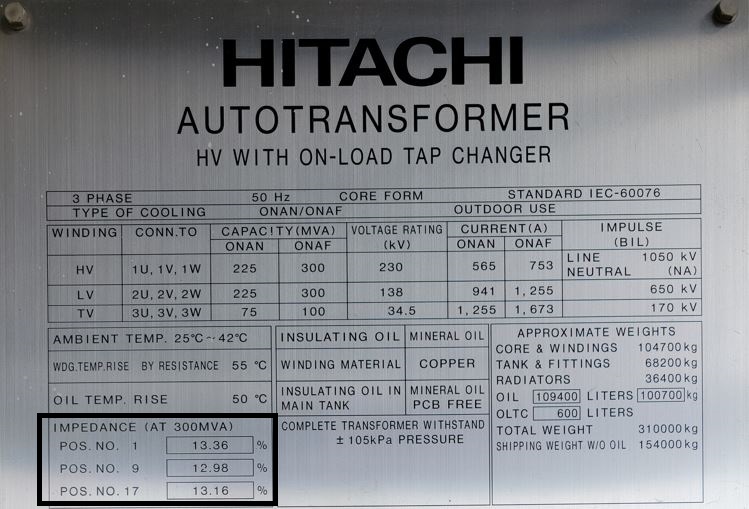 HITACHI
AUTOTRANSFORMER
HV WITH ON-LOAD TAP CHANGER
3 PHASE 50 Hz CORE FORM STANDARD IEC-60076
TYPE OF COOLING ONAN/ONAF OUTDOOR USE
WINDING CONN.TO CAPACITY(MVA) VOLTAGE RATING (kV) CURRENT(A) IMPULSE (BIL)
ONAN ONAF ONAN ONAF
HV 1U, 1V, 1W 225 300 230 565 753 LINE 1050 kV
NEUTRAL (NA)
LV 2U, 2V, 2W 225 300 138 941 1,255 650 kV
TV 3U, 3V, 3W 75 100 34.5 1,255 1,673 170 kV
AMBIENT TEMP. 25℃~42℃
WDG.TEMP.RISE BY RESISTANCE 55 ℃
OIL TEMP. RISE 50 ℃
IMPEDANCE (AT 300MVA)
POS. NO. 1 13.36 %
POS. NO. 9 12.98 %
POS. NO. 17 13.16 %
INSULATING OIL MINERAL OIL
WINDING MATERIAL COPPER
INSULATING OIL IN MAIN TANK MINERAL OIL PCB FREE
COMPLETE TRANSFORMER WITHSTAND
± 105kPa PRESSURE
APPROXIMATE WEIGHTS
CORE & WINDINGS 104700kg
TANK & FITTINGS 68200kg
RADIATORS 36400kg
OIL 109400 LITERS 100700 kg
OLTC 600 LITERS
TOTAL WEIGHT 310000kg
SHIPPING WEIGHT W/O OIL 154000kg